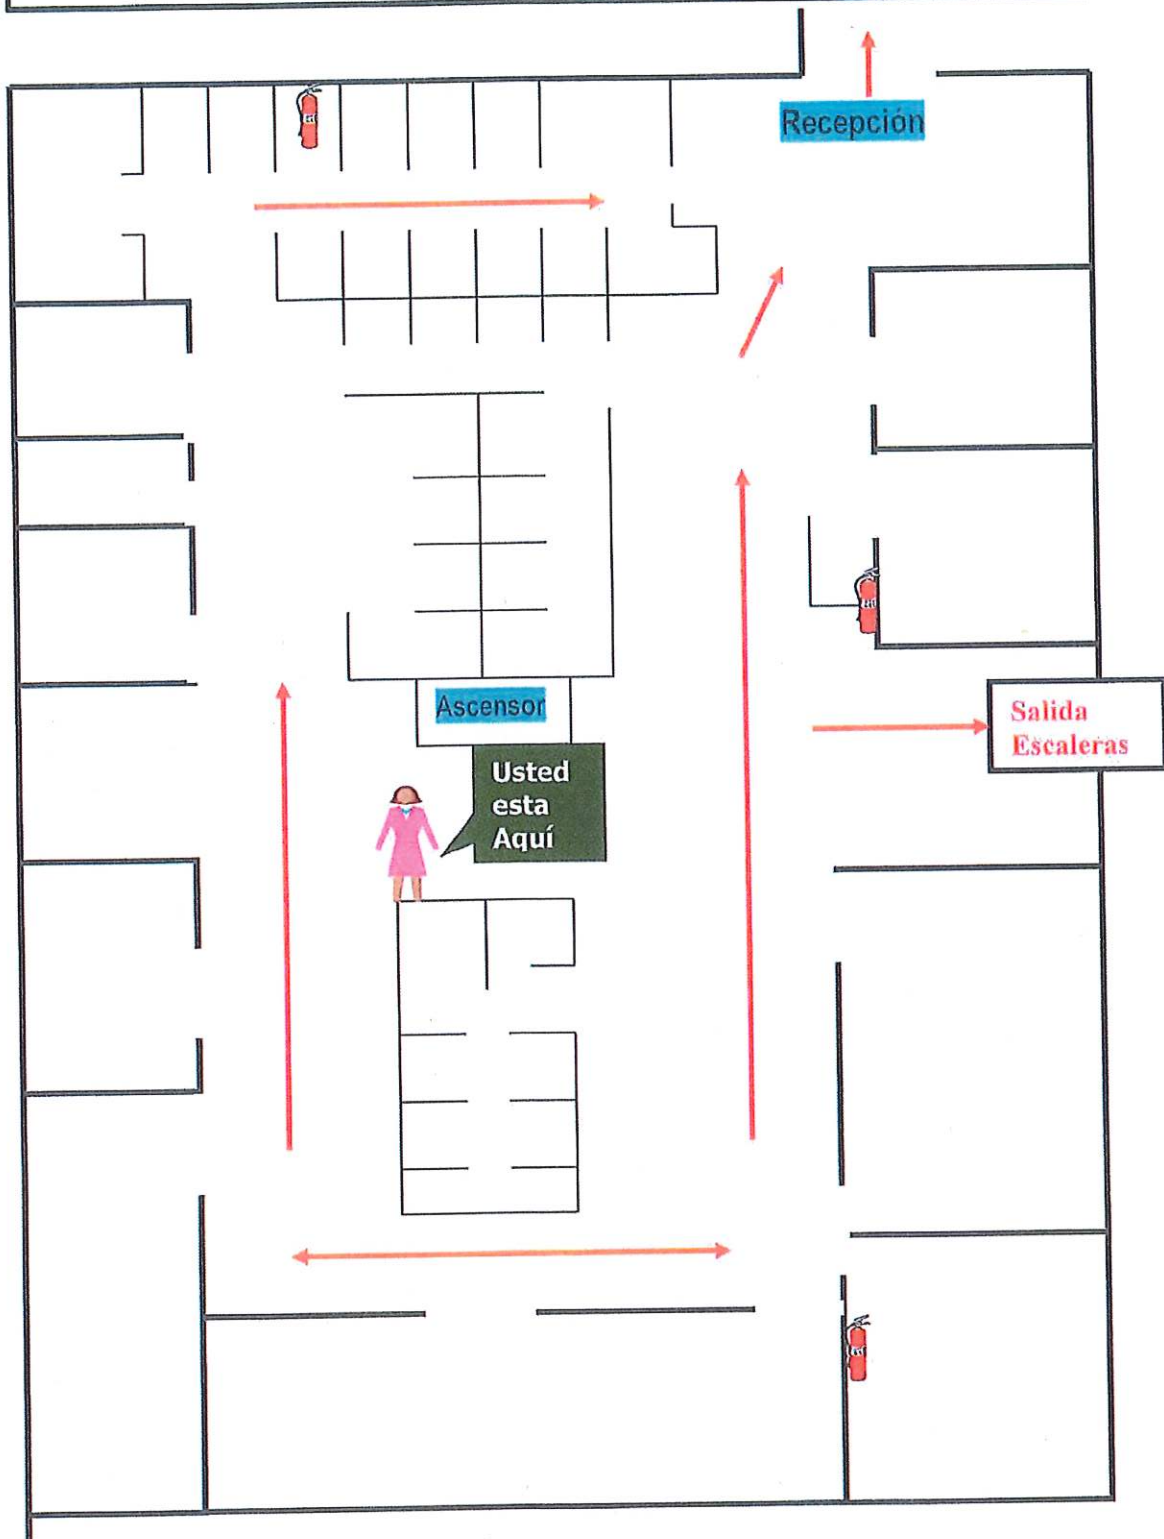 Recepción
Ascensor
Salida
Escaleras
Usted
esta
Aquí